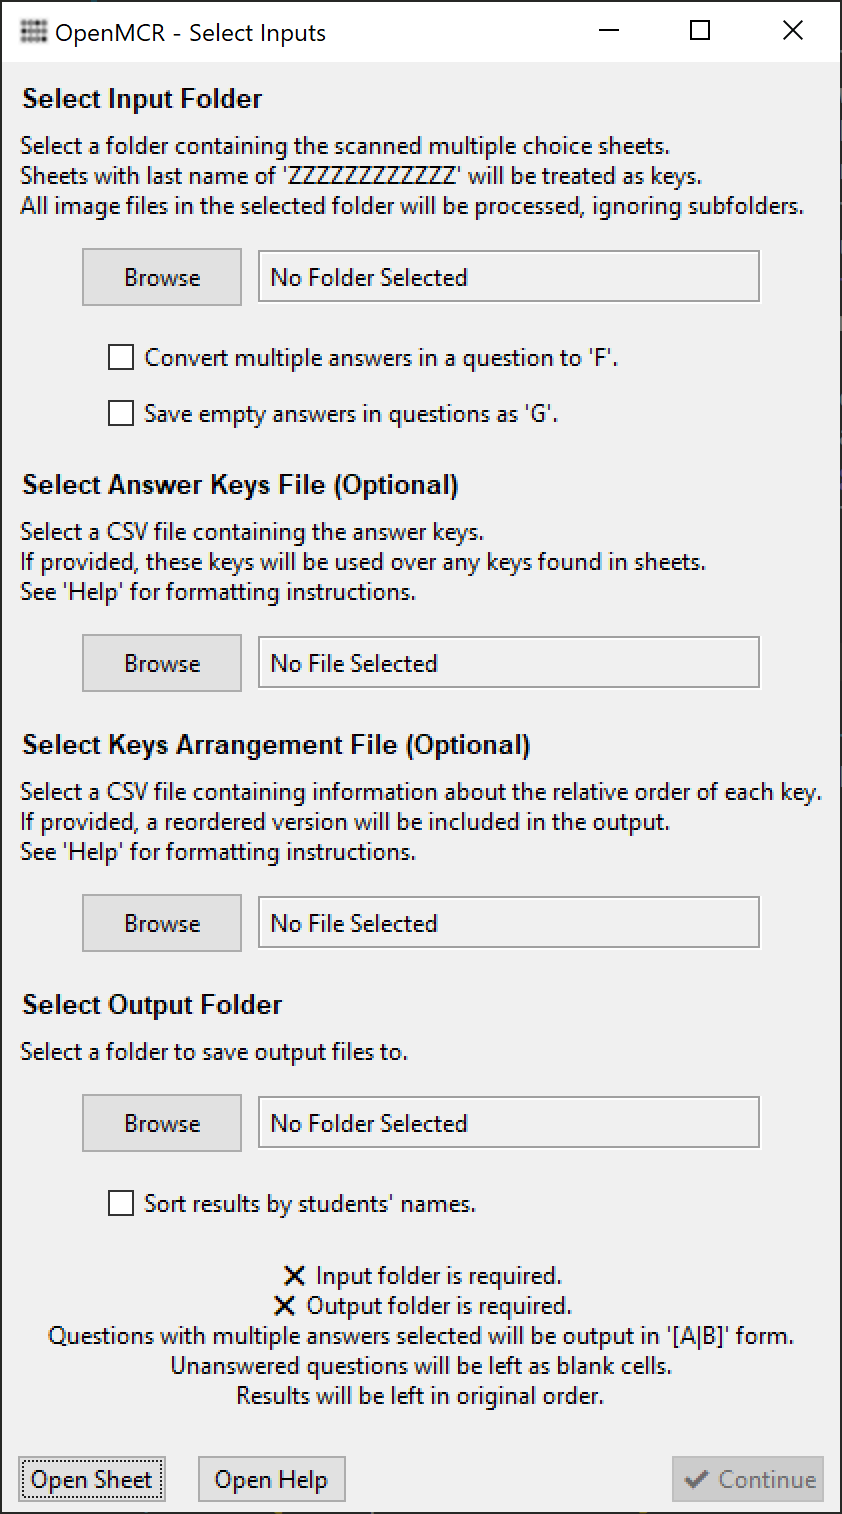 OpenMCR - Select Inputs
Select Input Folder
Select a folder containing the scanned multiple choice sheets.
Sheets with last name of 'ZZZZZZZZZZZZ' will be treated as keys.
All image files in the selected folder will be processed, ignoring subfolders.
Browse No Folder Selected
Convert multiple answers in a question to 'F'.
Save empty answers in questions as 'G'.
Select Answer Keys File (Optional)
Select a CSV file containing the answer keys.
If provided, these keys will be used over any keys found in sheets.
See 'Help' for formatting instructions.
Browse No File Selected
Select Keys Arrangement File (Optional)
Select a CSV file containing information about the relative order of each key.
If provided, a reordered version will be included in the output.
See 'Help' for formatting instructions.
Browse No File Selected
Select Output Folder
Select a folder to save output files to.
Browse No Folder Selected
Sort results by students' names.
✕ Input folder is required.
✕ Output folder is required.
Questions with multiple answers selected will be output in '[A|B]' form.
Unanswered questions will be left as blank cells.
Results will be left in original order.
Open Sheet Open Help ✔ Continue